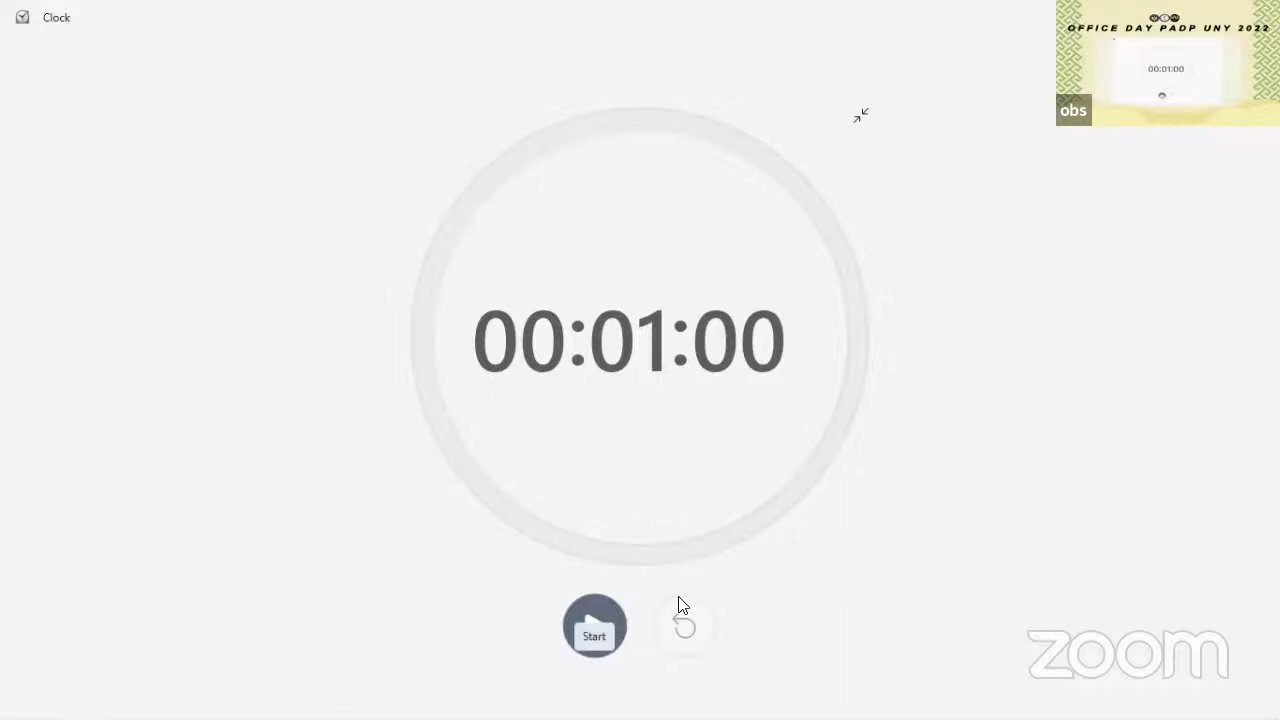 Clock
OFFICE DAY PADP UNY 2022
00:01:00
obs
00:01:00
Start
zoom